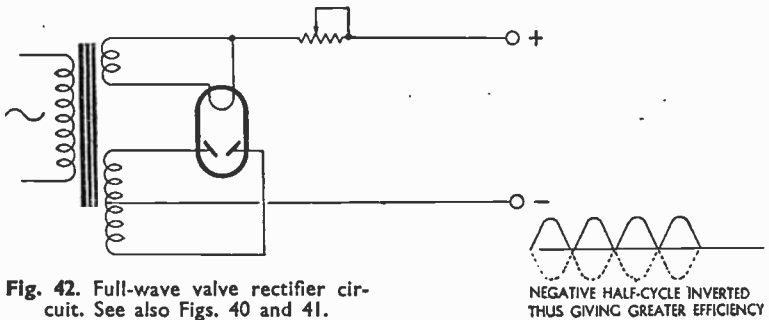 +
-
Fig. 42. Full-wave valve rectifier cir-
cuit. See also Figs. 40 and 41.
NEGATIVE HALF-CYCLE INVERTED
THUS GIVING GREATER EFFICIENCY